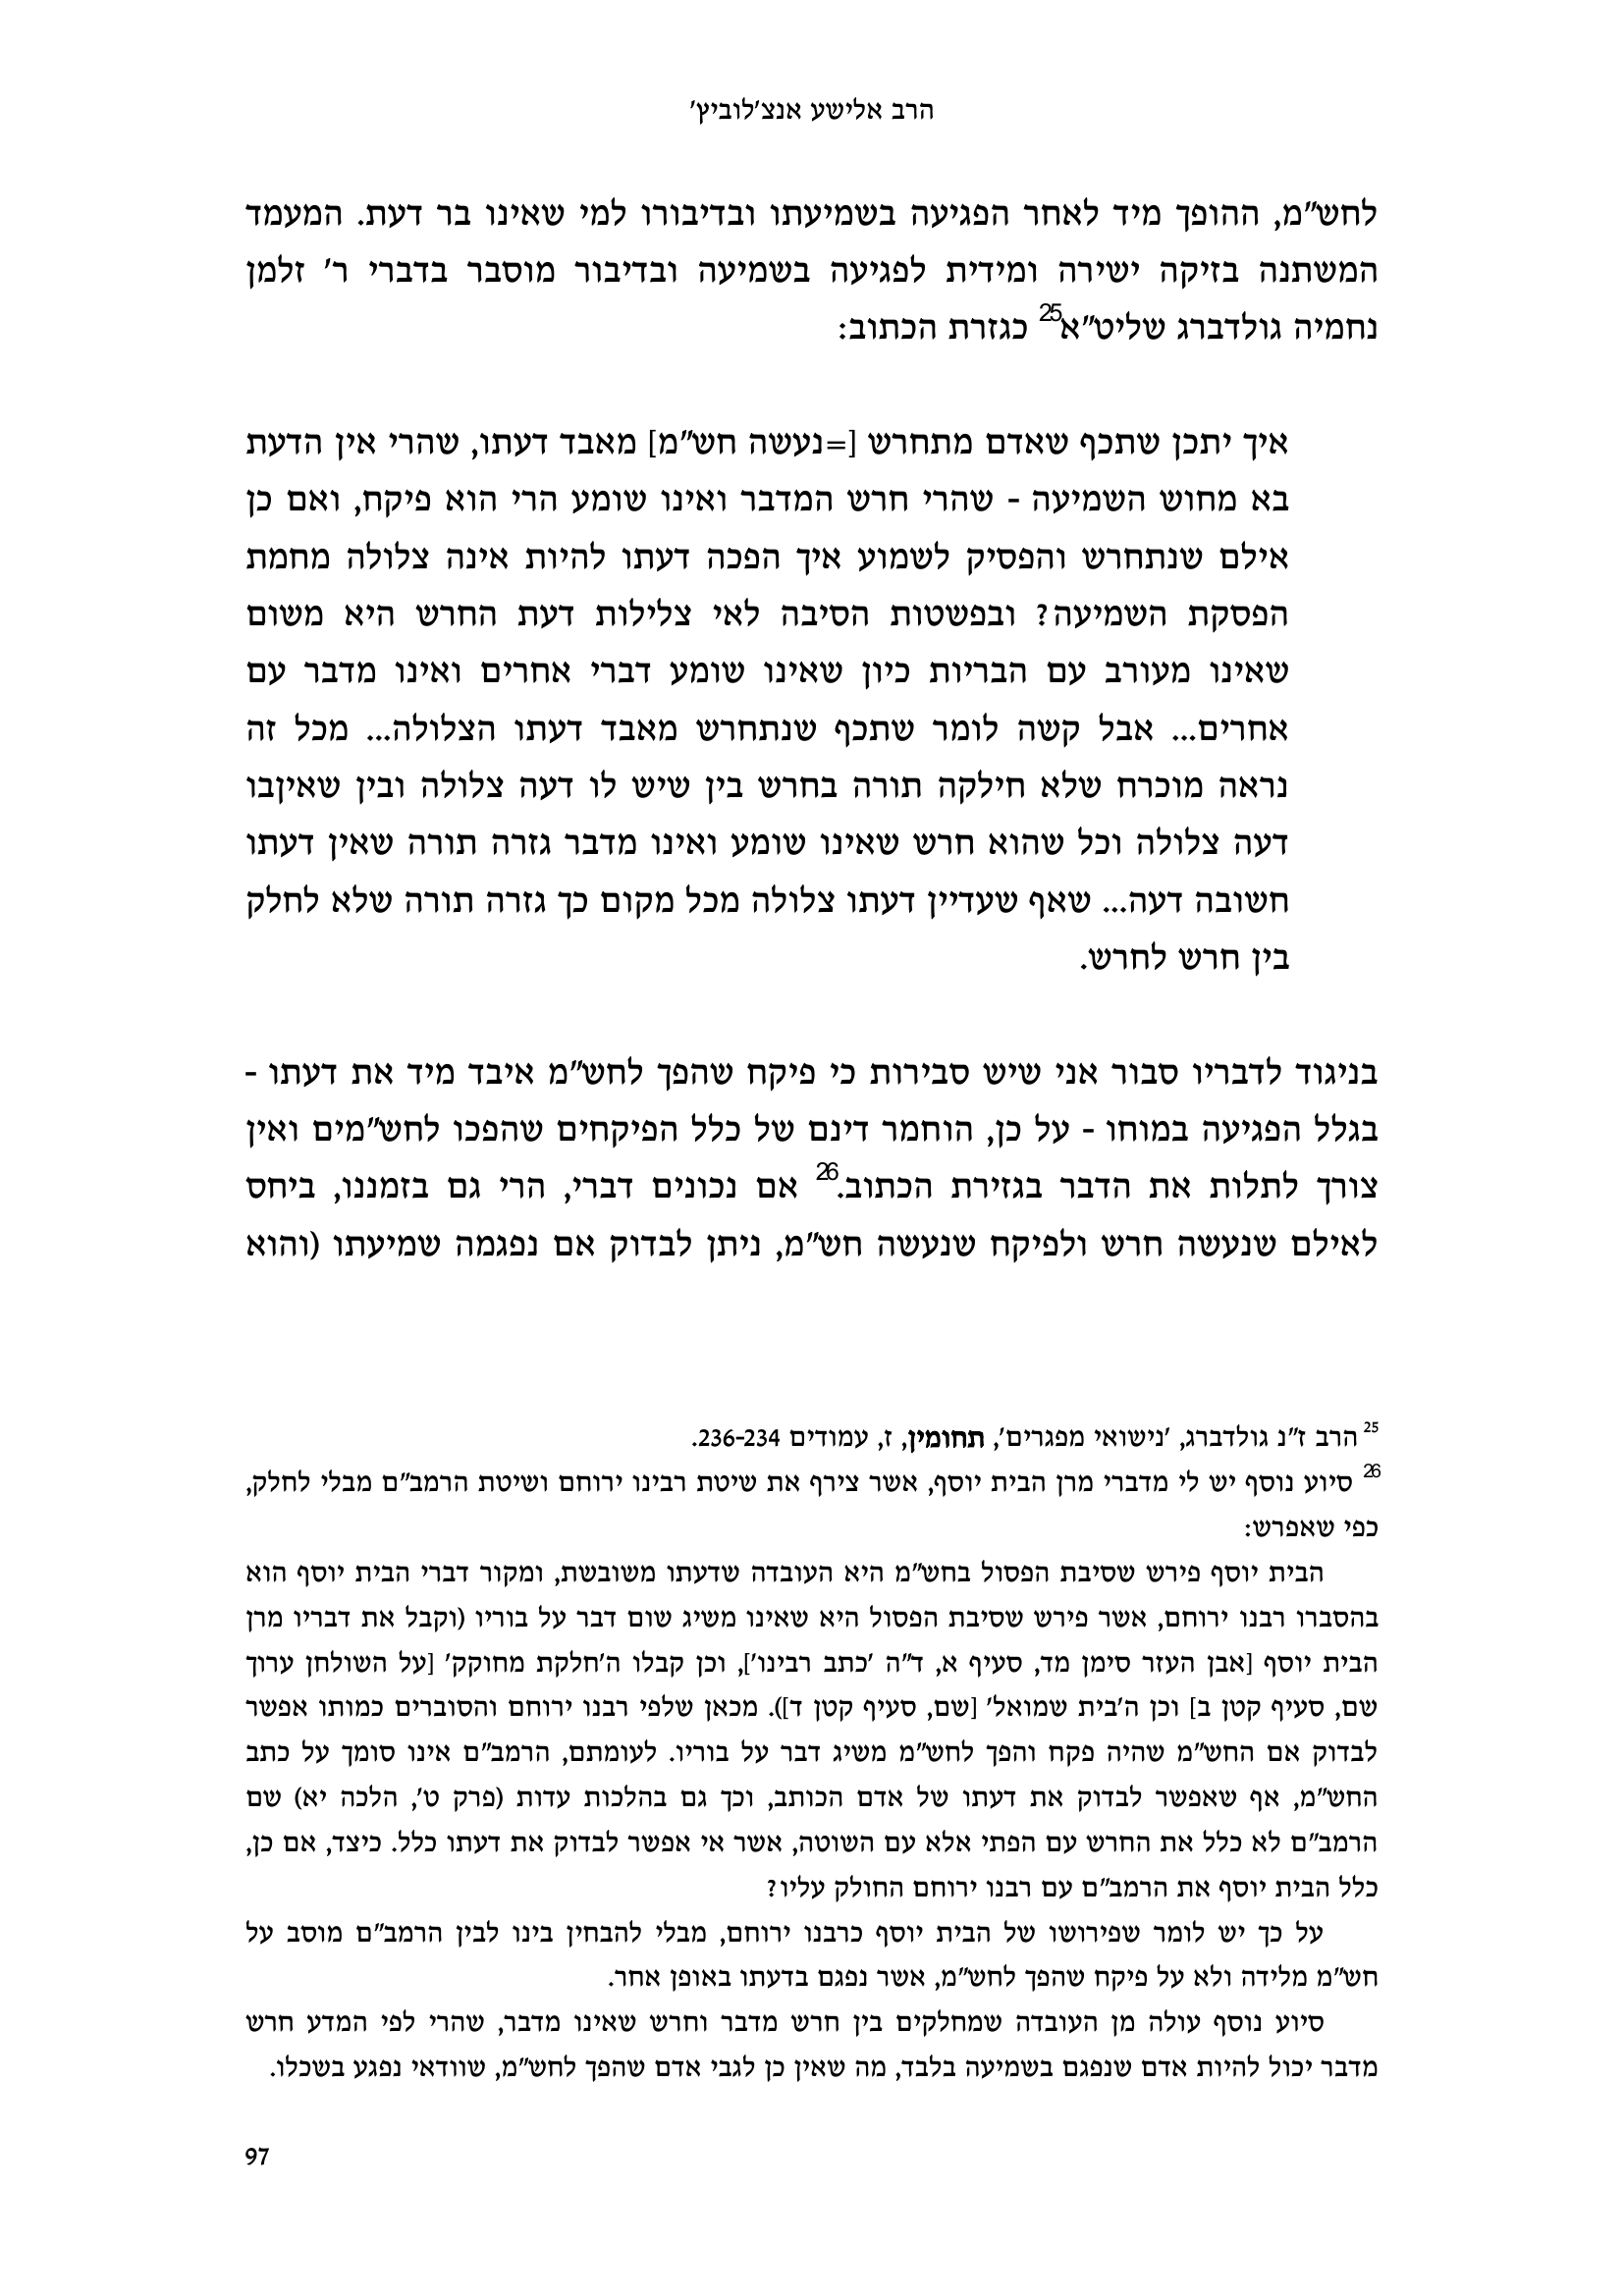 הרב אלישע אנצ'לוביץ'
לחש"מ, ההופך מיד לאחר הפגיעה בשמיעתו ובדיבורו למי שאינו בר דעת. המעמד
המשתנה בזיקה ישירה ומידית לפגיעה בשמיעה ובדיבור מוסבר בדברי ר' זלמן
נחמיה גולדברג שליט"א25 כגזרת הכתוב:
איך יתכן שתכף שאדם מתחרש [=נעשה חש"מ] מאבד דעתו, שהרי אין הדעת
בא מחוש השמיעה - שהרי חרש המדבר ואינו שומע הרי הוא פיקח, ואם כן
אילם שנתחרש והפסיק לשמוע איך הפכה דעתו להיות אינה צלולה מחמת
הפסקת השמיעה? ובפשטות הסיבה לאי צלילות דעת החרש היא משום
שאינו מעורב עם הבריות כיון שאינו שומע דברי אחרים ואינו מדבר עם
אחרים... אבל קשה לומר שתכף שנתחרש מאבד דעתו הצלולה... מכל זה
נראה מוכרח שלא חילקה תורה בחרש בין שיש לו דעה צלולה ובין שאיןבו
דעה צלולה וכל שהוא חרש שאינו שומע ואינו מדבר גזרה תורה שאין דעתו
חשובה דעה... שאף שעדיין דעתו צלולה מכל מקום כך גזרה תורה שלא לחלק
בין חרש לחרש.
בניגוד לדבריו סבור אני שיש סבירות כי פיקח שהפך לחש"מ איבד מיד את דעתו -
בגלל הפגיעה במוחו - על כן, הוחמר דינם של כלל הפיקחים שהפכו לחש"מים ואין
צורך לתלות את הדבר בגזירת הכתוב.26 אם נכונים דברי, הרי גם בזמננו, ביחס
לאילם שנעשה חרש ולפיקח שנעשה חש"מ, ניתן לבדוק אם נפגמה שמיעתו (והוא
25 הרב ז"נ גולדברג, 'נישואי מפגרים', תחומין, ז, עמודים 236-234.
26 סיוע נוסף יש לי מדברי מרן הבית יוסף, אשר צירף את שיטת רבינו ירוחם ושיטת הרמב"ם מבלי לחלק,
כפי שאפרש:
הבית יוסף פירש שסיבת הפסול בחש"מ היא העובדה שדעתו משובשת, ומקור דברי הבית יוסף הוא
בהסברו רבנו ירוחם, אשר פירש שסיבת הפסול היא שאינו משיג שום דבר על בוריו (וקבל את דבריו מרן
הבית יוסף [אבן העזר סימן מד, סעיף א, ד"ה 'כתב רבינו'], וכן קבלו ה'חלקת מחוקק' [על השולחן ערוך
שם, סעיף קטן ב] וכן ה'בית שמואל' [שם, סעיף קטן ד]). מכאן שלפי רבנו ירוחם והסוברים כמותו אפשר
לבדוק אם החש"מ שהיה פקח והפך לחש"מ משיג דבר על בוריו. לעומתם, הרמב"ם אינו סומך על כתב
החש"מ, אף שאפשר לבדוק את דעתו של אדם הכותב, וכך גם בהלכות עדות (פרק ט', הלכה יא) שם
הרמב"ם לא כלל את החרש עם הפתי אלא עם השוטה, אשר אי אפשר לבדוק את דעתו כלל. כיצד, אם כן,
כלל הבית יוסף את הרמב"ם עם רבנו ירוחם החולק עליו?
על כך יש לומר שפירושו של הבית יוסף כרבנו ירוחם, מבלי להבחין בינו לבין הרמב"ם מוסב על
חש"מ מלידה ולא על פיקח שהפך לחש"מ, אשר נפגם בדעתו באופן אחר.
סיוע נוסף עולה מן העובדה שמחלקים בין חרש מדבר וחרש שאינו מדבר, שהרי לפי המדע חרש
מדבר יכול להיות אדם שנפגם בשמיעה בלבד, מה שאין כן לגבי אדם שהפך לחש"מ, שוודאי נפגע בשכלו.
97